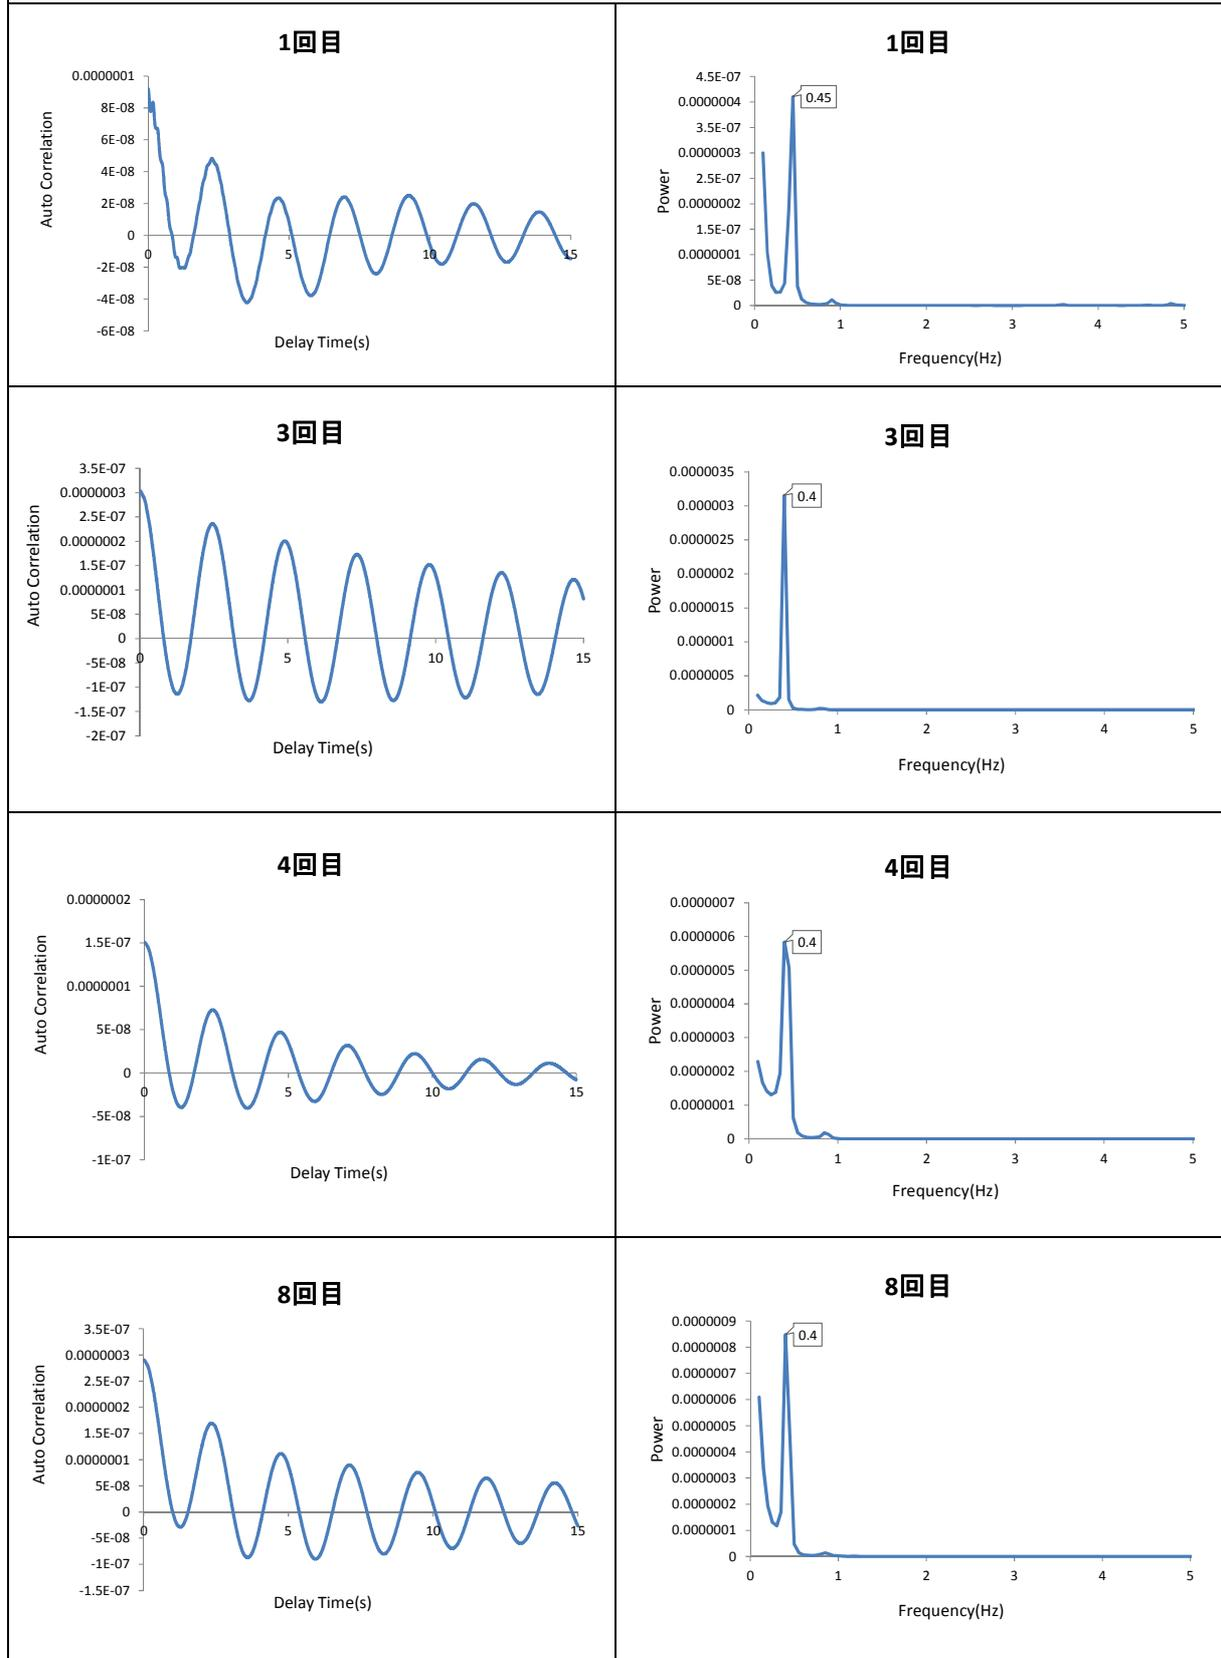 1回目
0.0000001
8E-08
6E-08
4E-08
2E-08
0
-2E-08
-4E-08
-6E-08
0
5
10
15
Auto Correlation
Delay Time(s)
1回目
4.5E-07
0.0000004
3.5E-07
0.0000003
2.5E-07
0.0000002
1.5E-07
0.0000001
5E-08
0
0.45
0
1
2
3
4
5
Power
Frequency(Hz)
3回目
3.5E-07
0.0000003
2.5E-07
0.0000002
1.5E-07
0.0000001
5E-08
0
-5E-08
-1E-07
-1.5E-07
-2E-07
0
5
10
15
Auto Correlation
Delay Time(s)
3回目
0.0000035
0.000003
0.0000025
0.000002
0.0000015
0.000001
0.0000005
0
0.4
0
1
2
3
4
5
Power
Frequency(Hz)
4回目
0.0000002
1.5E-07
0.0000001
5E-08
0
-5E-08
-1E-07
0
5
10
15
Auto Correlation
Delay Time(s)
4回目
0.0000007
0.0000006
0.0000005
0.0000004
0.0000003
0.0000002
0.0000001
0
0.4
0
1
2
3
4
5
Power
Frequency(Hz)
8回目
3.5E-07
0.0000003
2.5E-07
0.0000002
1.5E-07
0.0000001
5E-08
0
-5E-08
-1E-07
-1.5E-07
0
5
10
15
Auto Correlation
Delay Time(s)
8回目
0.0000009
0.0000008
0.0000007
0.0000006
0.0000005
0.0000004
0.0000003
0.0000002
0.0000001
0
0.4
0
1
2
3
4
5
Power
Frequency(Hz)